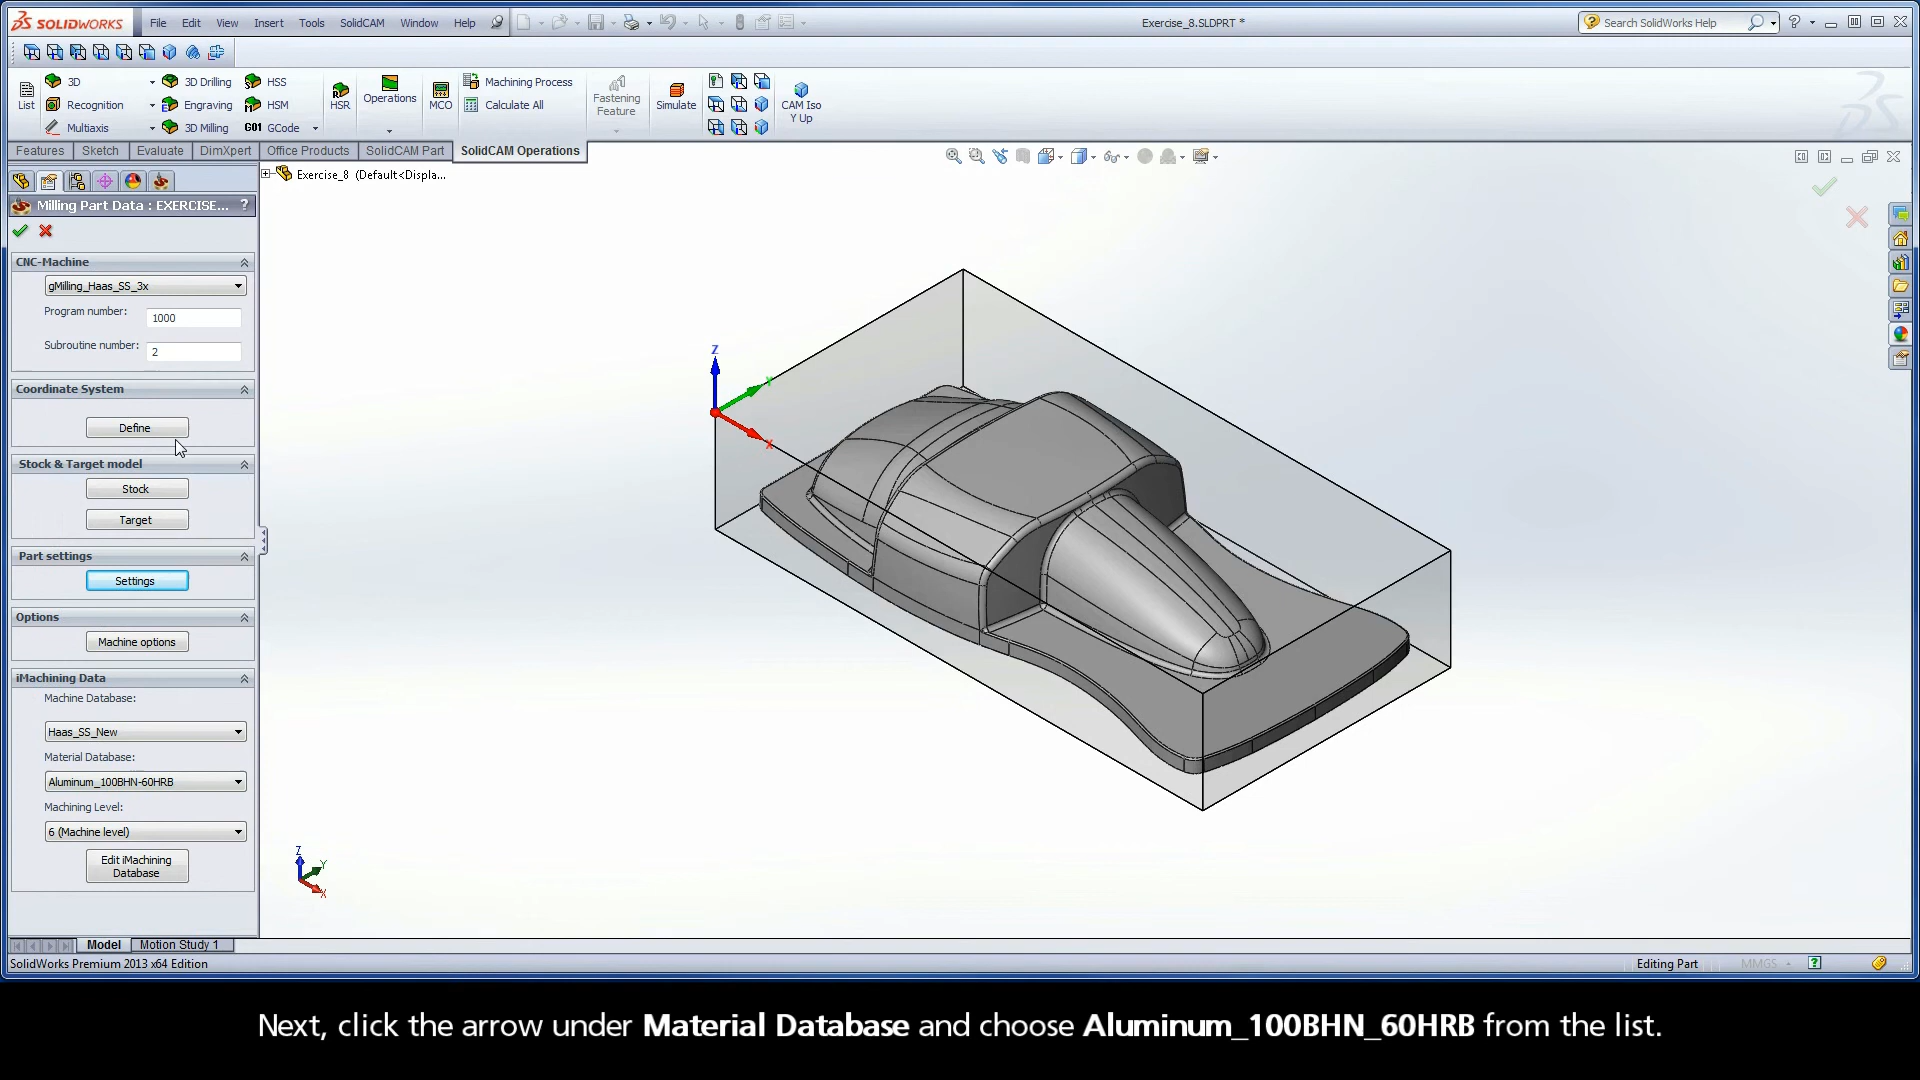 SOLIDWORKS File Edit View Insert Tools SolidCAM Window Help Exercise_8.SLDPRT * Search SolidWorks Help
List 3D 3D Drilling HSS HSR Operations MCO Machining Process Fastening Feature Simulate CAM Iso Y Up
Recognition Engraving HSM Calculate All
Multiaxis 3D Milling G01 GCode
Features Sketch Evaluate DimXpert Office Products SolidCAM Part SolidCAM Operations
Exercise_8 (Default<Displa...
Milling Part Data : EXERCISE... ?
CNC-Machine
gMilling_Haas_SS_3x
Program number: 1000
Subroutine number: 2
Coordinate System
Define
Stock & Target model
Stock
Target
Part settings
Settings
Options
Machine options
iMachining Data
Machine Database:
Haas_SS_New
Material Database:
Aluminum_100BHN-60HRB
Machining Level:
6 (Machine level)
Edit iMachining
Database
Z
Y
X
Z
Y
X
Model Motion Study 1
SolidWorks Premium 2013 x64 Edition Editing Part MMGS
Next, click the arrow under Material Database and choose Aluminum_100BHN_60HRB from the list.